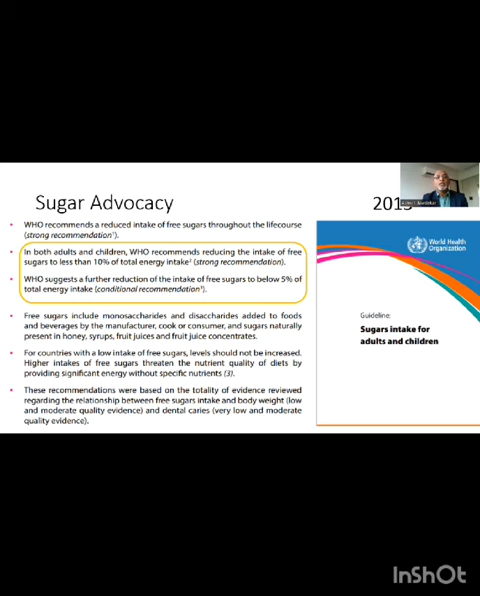 Sugar Advocacy
• WHO recommends a reduced intake of free sugars throughout the lifecourse
(strong recommendation¹).
• In both adults and children, WHO recommends reducing the intake of free
sugars to less than 10% of total energy intake² (strong recommendation).
• WHO suggests a further reduction of the intake of free sugars to below 5% of
total energy intake (conditional recommendation³).
• Free sugars include monosaccharides and disaccharides added to foods
and beverages by the manufacturer, cook or consumer, and sugars naturally
present in honey, syrups, fruit juices and fruit juice concentrates.
• For countries with a low intake of free sugars, levels should not be increased.
Higher intakes of free sugars threaten the nutrient quality of diets by
providing significant energy without specific nutrients (3).
• These recommendations were based on the totality of evidence reviewed
regarding the relationship between free sugars intake and body weight (low
and moderate quality evidence) and dental caries (very low and moderate
quality evidence).
World Health
Organization
Guideline:
Sugars intake for
adults and children
InShOt